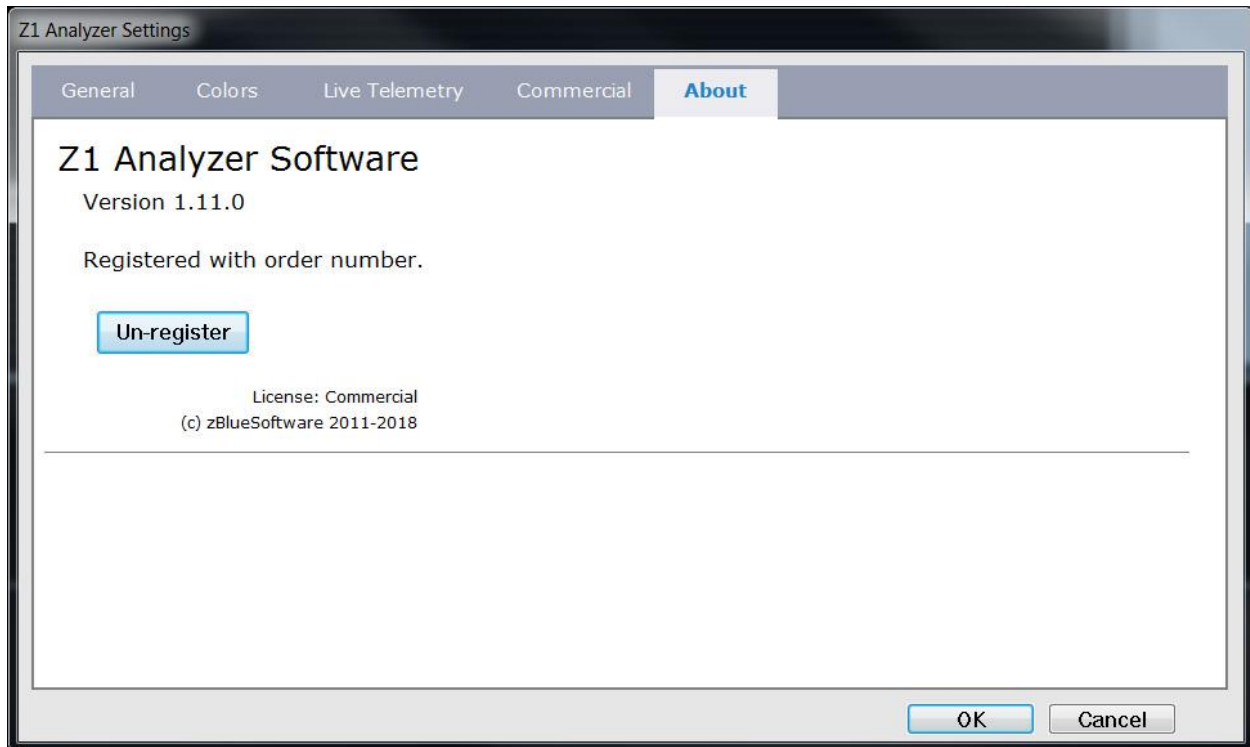 Z1 Analyzer Settings
General Colors Live Telemetry Commercial About
Z1 Analyzer Software
Version 1.11.0
Registered with order number.
Un-register
License: Commercial
(c) zBlueSoftware 2011-2018
OK Cancel